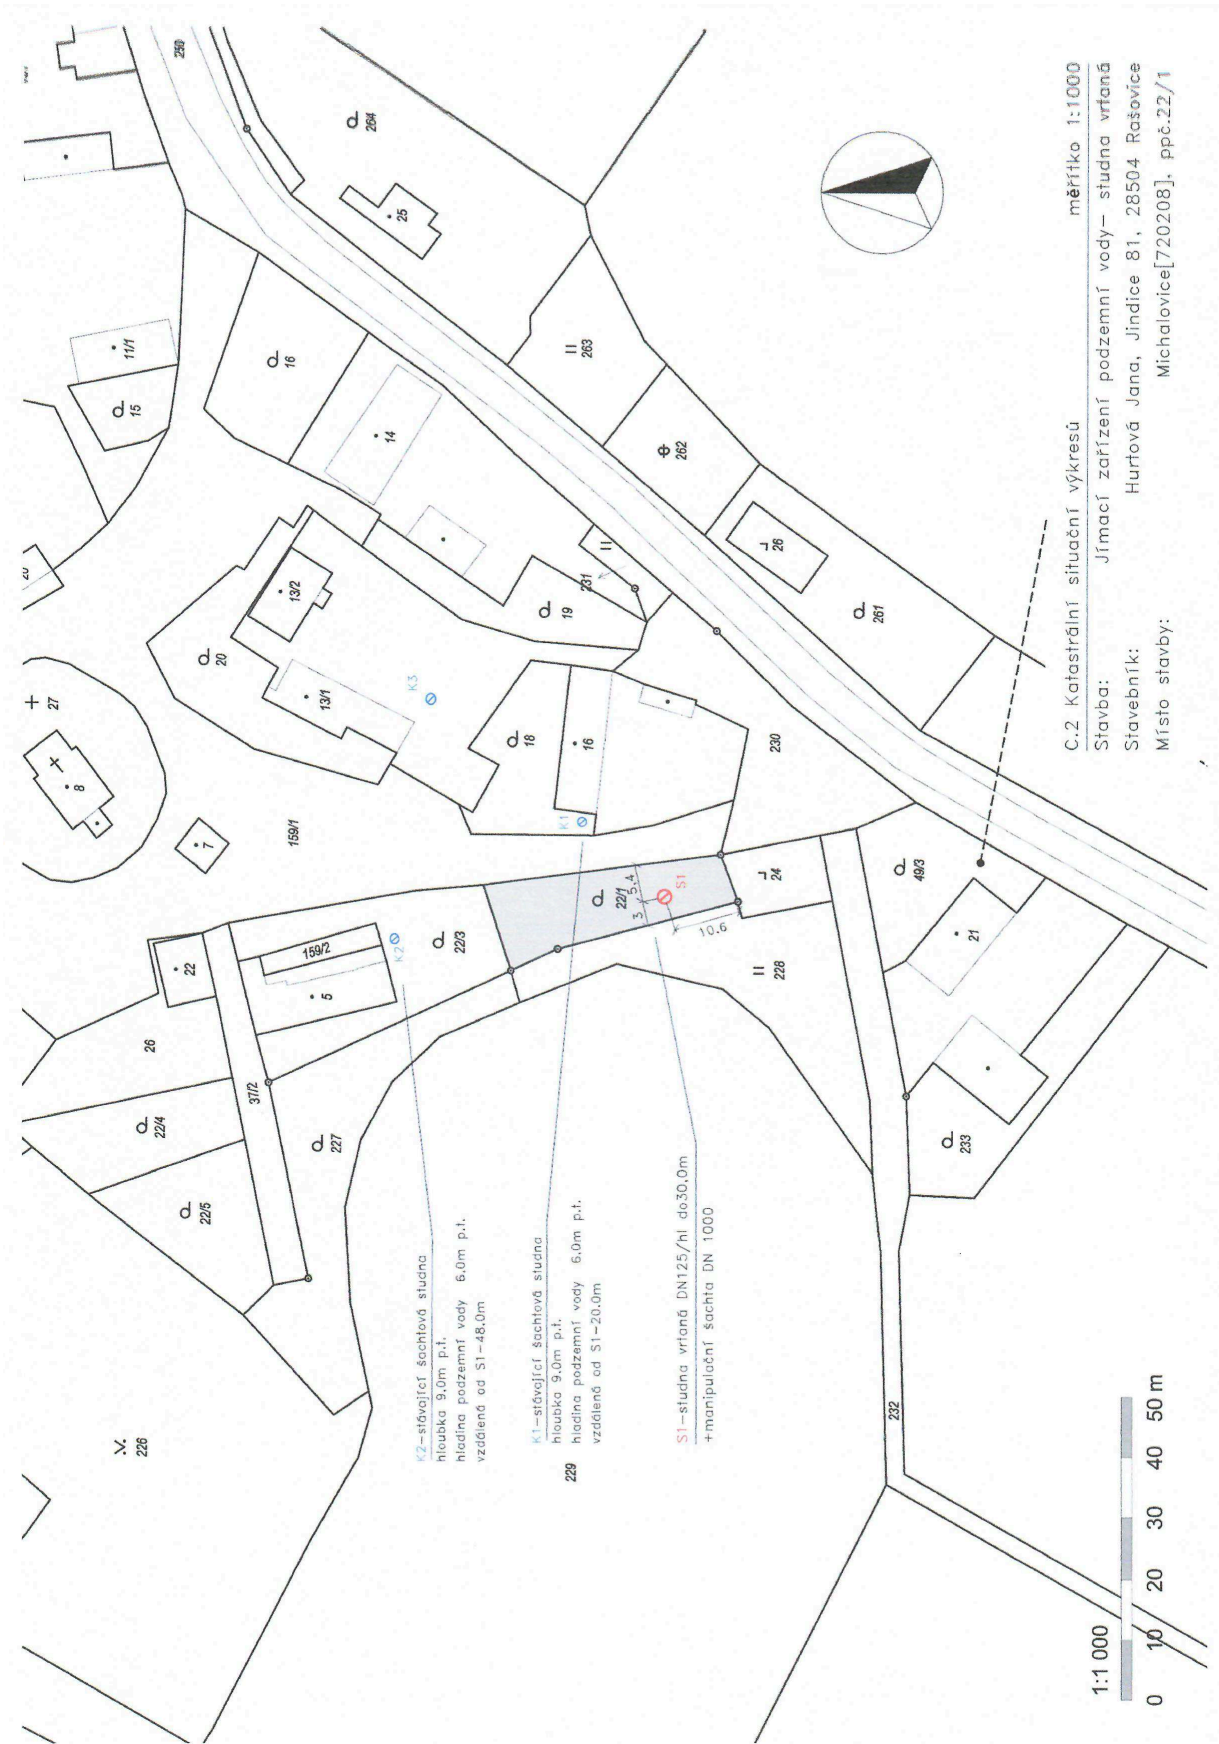 C.2 Katastrální situační výkresů měřítko 1:1000
Stavba: Jímací zařízení podzemní vody- studna vrtaná
Stavebník: Hurtová Jana, Jindice 81, 28504 Rašovice
Místo stavby: Michalovice[720208], ppč.22/1
K2-stávající šachtová studna
hloubka 9.0m p.t.
hladina podzemní vody 6.0m p.t.
vzdálená od S1-48.0m
K1-stávající šachtová studna
hloubka 9.0m p.t.
hladina podzemní vody 6.0m p.t.
vzdálená od S1-20.0m
S1-studna vrtaná DN125/hl do30.0m
+manipulační šachta DN 1000
1:1 000
0 10 20 30 40 50 m
250
264
25
11/1
15
16
14
263
262
26
261
231
19
13/2
20
13/1
K3
27
8
7
159/1
18
16
K1
230
22/1
5.4
3
S1
10.6
24
49/3
21
22
159/2
5
K2
22/3
228
26
37/2
22/4
227
22/5
233
226
229
232